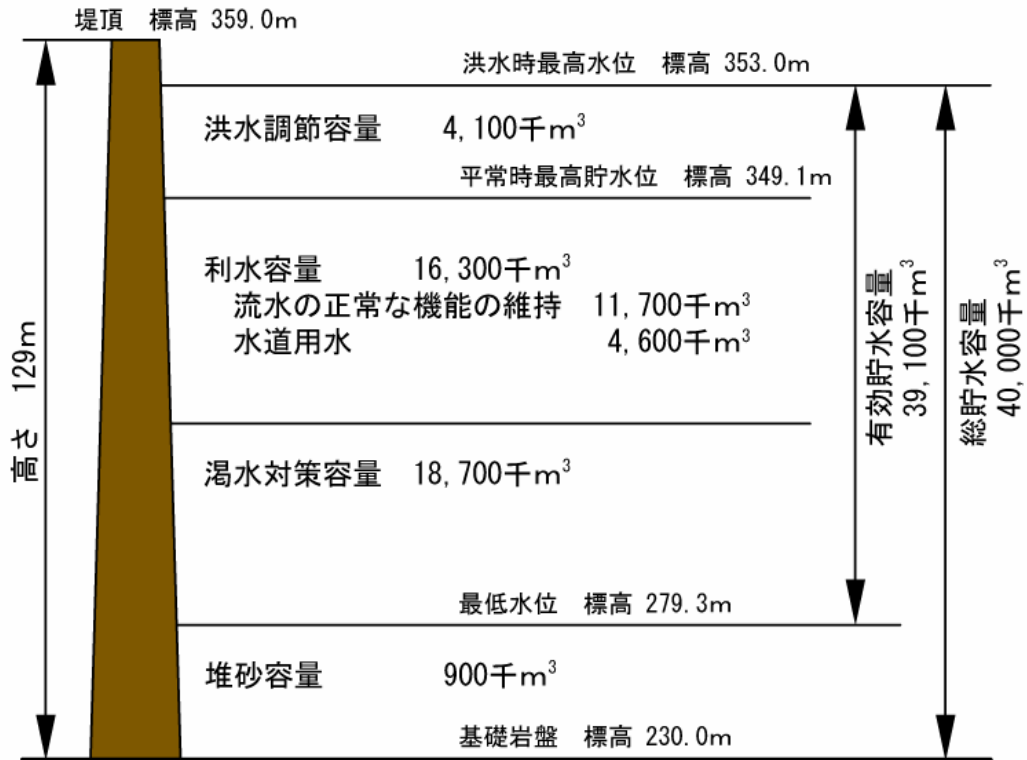 堤頂 標高 359.0m
洪水時最高水位 標高 353.0m
洪水調節容量 4,100千m³
平常時最高貯水位 標高 349.1m
利水容量 16,300千m³
流水の正常な機能の維持 11,700千m³
水道用水 4,600千m³
渇水対策容量 18,700千m³
最低水位 標高 279.3m
堆砂容量 900千m³
基礎岩盤 標高 230.0m
高さ 129m
有効貯水容量
39,100千m³
総貯水容量
40,000千m³